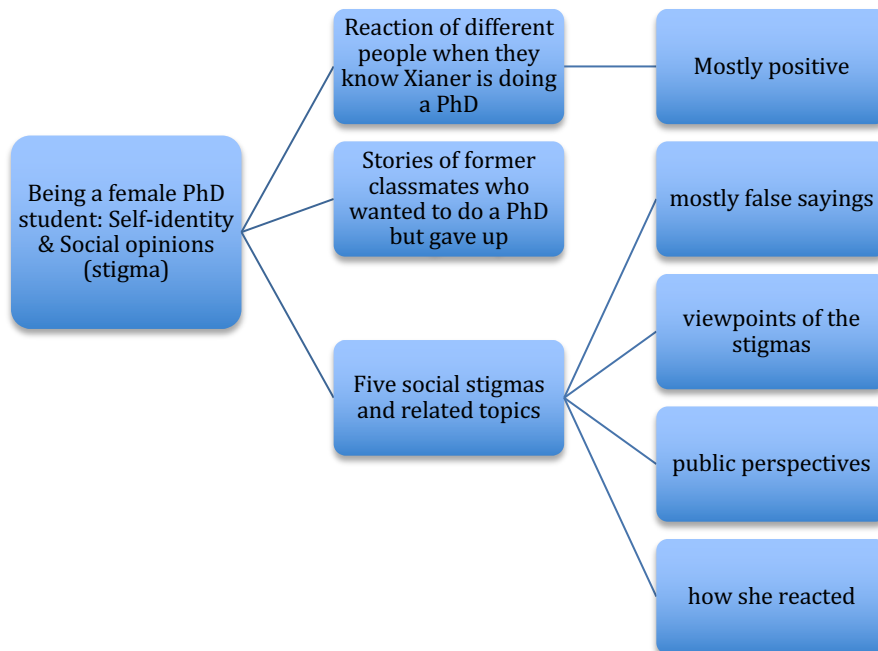 Being a female PhD
student: Self-identity
& Social opinions
(stigma)
Reaction of different
people when they
know Xianer is doing
a PhD
Mostly positive
Stories of former
classmates who
wanted to do a PhD
but gave up
Five social stigmas
and related topics
mostly false sayings
viewpoints of the
stigmas
public perspectives
how she reacted